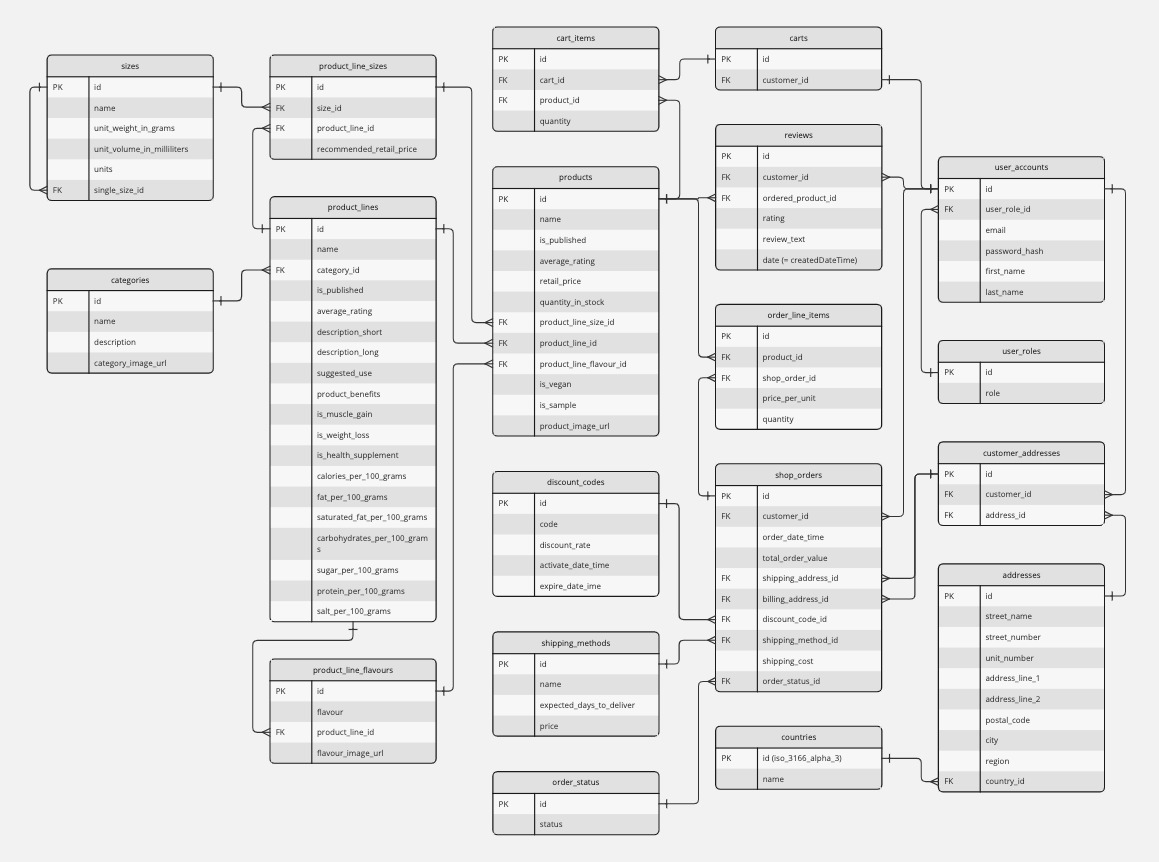 sizes
PK id
name
unit_weight_in_grams
unit_volume_in_milliliters
units
FK single_size_id
categories
PK id
name
description
category_image_url
product_line_sizes
PK id
FK size_id
FK product_line_id
recommended_retail_price
product_lines
PK id
name
FK category_id
is_published
average_rating
description_short
description_long
suggested_use
product_benefits
is_muscle_gain
is_weight_loss
is_health_supplement
calories_per_100_grams
fat_per_100_grams
saturated_fat_per_100_grams
carbohydrates_per_100_gram
s
sugar_per_100_grams
protein_per_100_grams
salt_per_100_grams
product_line_flavours
PK id
flavour
FK product_line_id
flavour_image_url
cart_items
PK id
FK cart_id
FK product_id
quantity
products
PK id
name
is_published
average_rating
retail_price
quantity_in_stock
FK product_line_size_id
FK product_line_id
FK product_line_flavour_id
is_vegan
is_sample
product_image_url
discount_codes
PK id
code
discount_rate
activate_date_time
expire_date_ime
shipping_methods
PK id
name
expected_days_to_deliver
price
order_status
PK id
status
carts
PK id
FK customer_id
reviews
PK id
FK customer_id
FK ordered_product_id
rating
review_text
date (= createdDateTime)
order_line_items
PK id
FK product_id
FK shop_order_id
price_per_unit
quantity
shop_orders
PK id
FK customer_id
order_date_time
total_order_value
FK shipping_address_id
FK billing_address_id
FK discount_code_id
FK shipping_method_id
shipping_cost
FK order_status_id
countries
PK id (iso_3166_alpha_3)
name
user_accounts
PK id
FK user_role_id
email
password_hash
first_name
last_name
user_roles
PK id
role
customer_addresses
PK id
FK customer_id
FK address_id
addresses
PK id
street_name
street_number
unit_number
address_line_1
address_line_2
postal_code
city
region
FK country_id